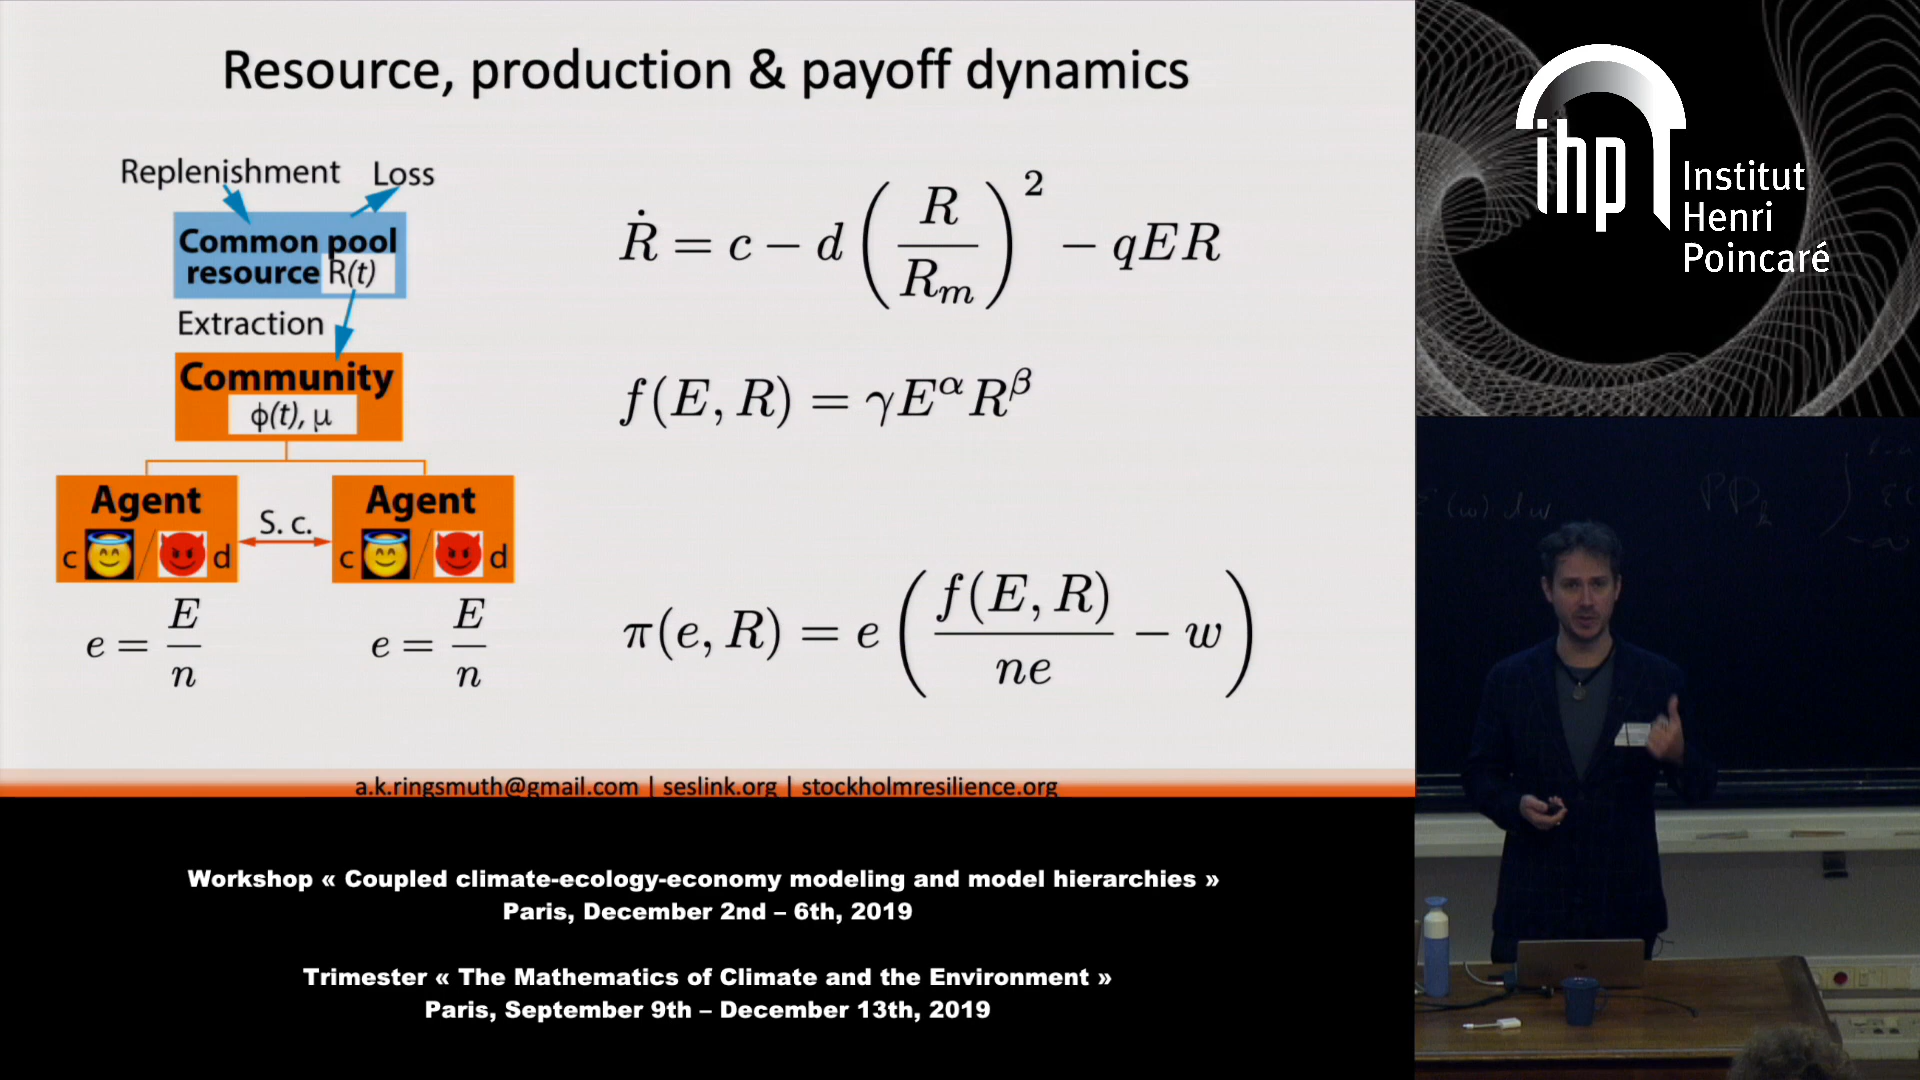 Resource, production & payoff dynamics
Replenishment
Loss
Common pool
resource R(t)
Extraction
Community
ϕ(t), μ
Agent
c / d
S. c.
Agent
c / d
e = E/n
e = E/n
Ṙ = c − d (R/Rₘ)² − qER
f(E, R) = γE^α R^β
π(e, R) = e (f(E, R)/ne − w)
a.k.ringsmuth@gmail.com | seslink.org | stockholmresilience.org
Workshop « Coupled climate-ecology-economy modeling and model hierarchies »
Paris, December 2nd – 6th, 2019
Trimester « The Mathematics of Climate and the Environment »
Paris, September 9th – December 13th, 2019
ihp
Institut
Henri
Poincaré